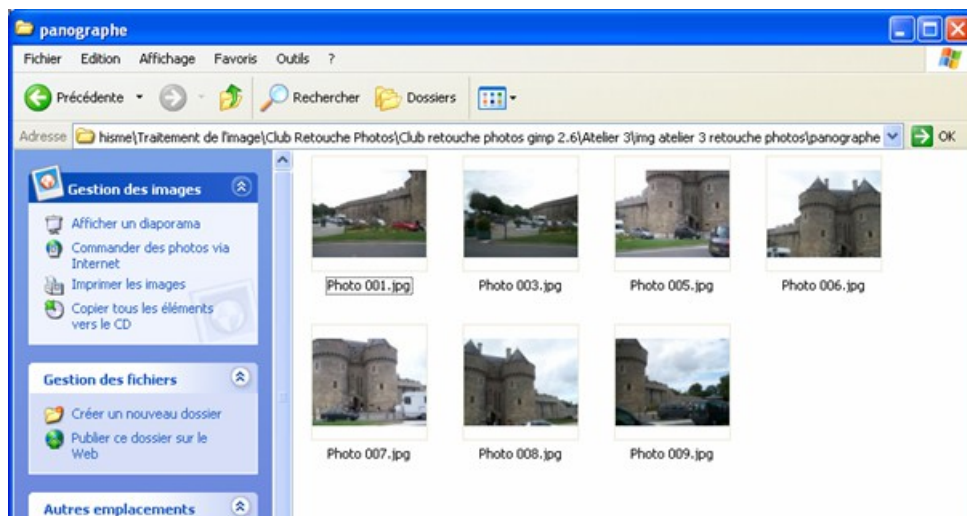 panographe
Fichier Edition Affichage Favoris Outils ?
Précédente Rechercher Dossiers
Adresse hisme\Traitement de l'image\Club Retouche Photos\Club retouche photos gimp 2.6\Atelier 3\img atelier 3 retouche photos\panographe OK
Gestion des images
Afficher un diaporama
Commander des photos via
Internet
Imprimer les images
Copier tous les éléments
vers le CD
Gestion des fichiers
Créer un nouveau dossier
Publier ce dossier sur le
Web
Autres emplacements
Photo 001.jpg Photo 003.jpg Photo 005.jpg Photo 006.jpg
Photo 007.jpg Photo 008.jpg Photo 009.jpg